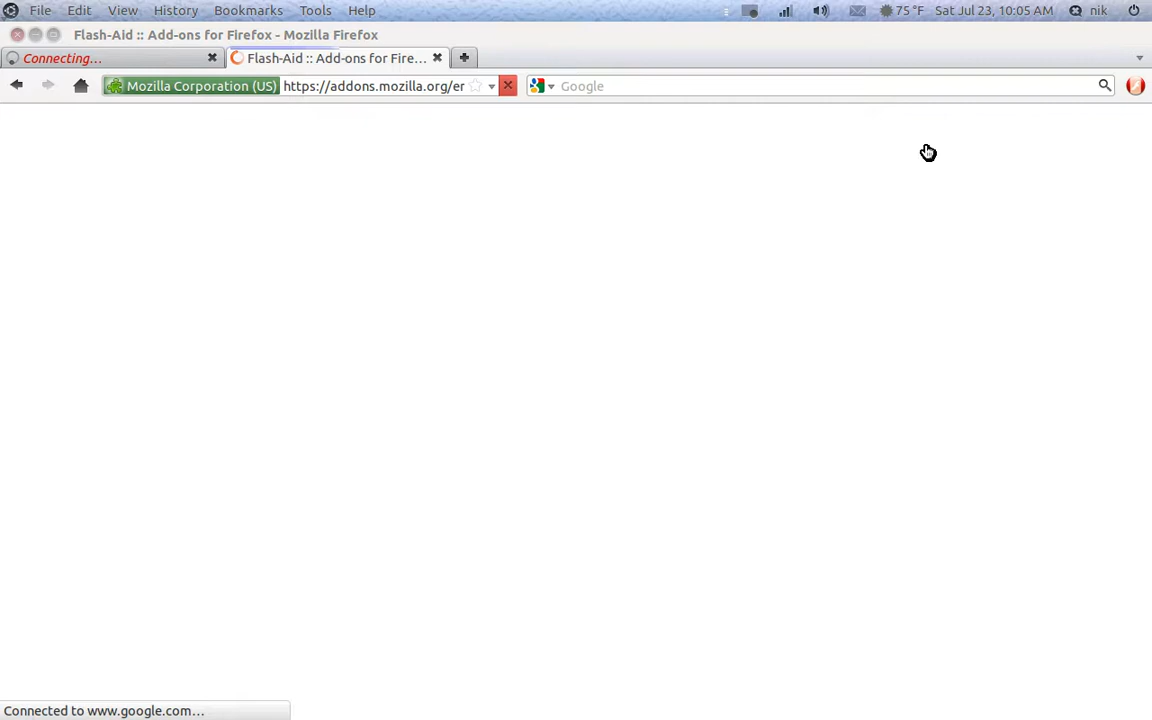 File Edit View History Bookmarks Tools Help 75 °F Sat Jul 23, 10:05 AM nik
Flash-Aid :: Add-ons for Firefox - Mozilla Firefox
Connecting... Flash-Aid :: Add-ons for Fire...
Mozilla Corporation (US) https://addons.mozilla.org/er Google
Connected to www.google.com...